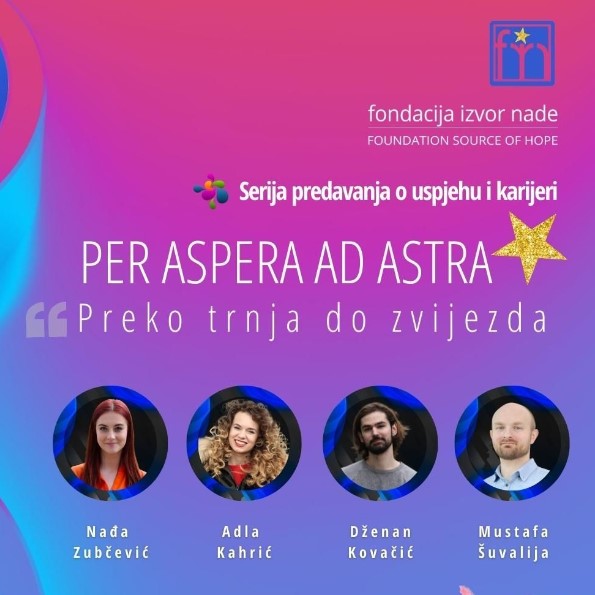 fin
fondacija izvor nade
FOUNDATION SOURCE OF HOPE
Serija predavanja o uspjehu i karijeri
PER ASPERA AD ASTRA
“Preko trnja do zvijezda
Nađa
Zubčević
Adla
Kahrić
Dženan
Kovačić
Mustafa
Šuvalija